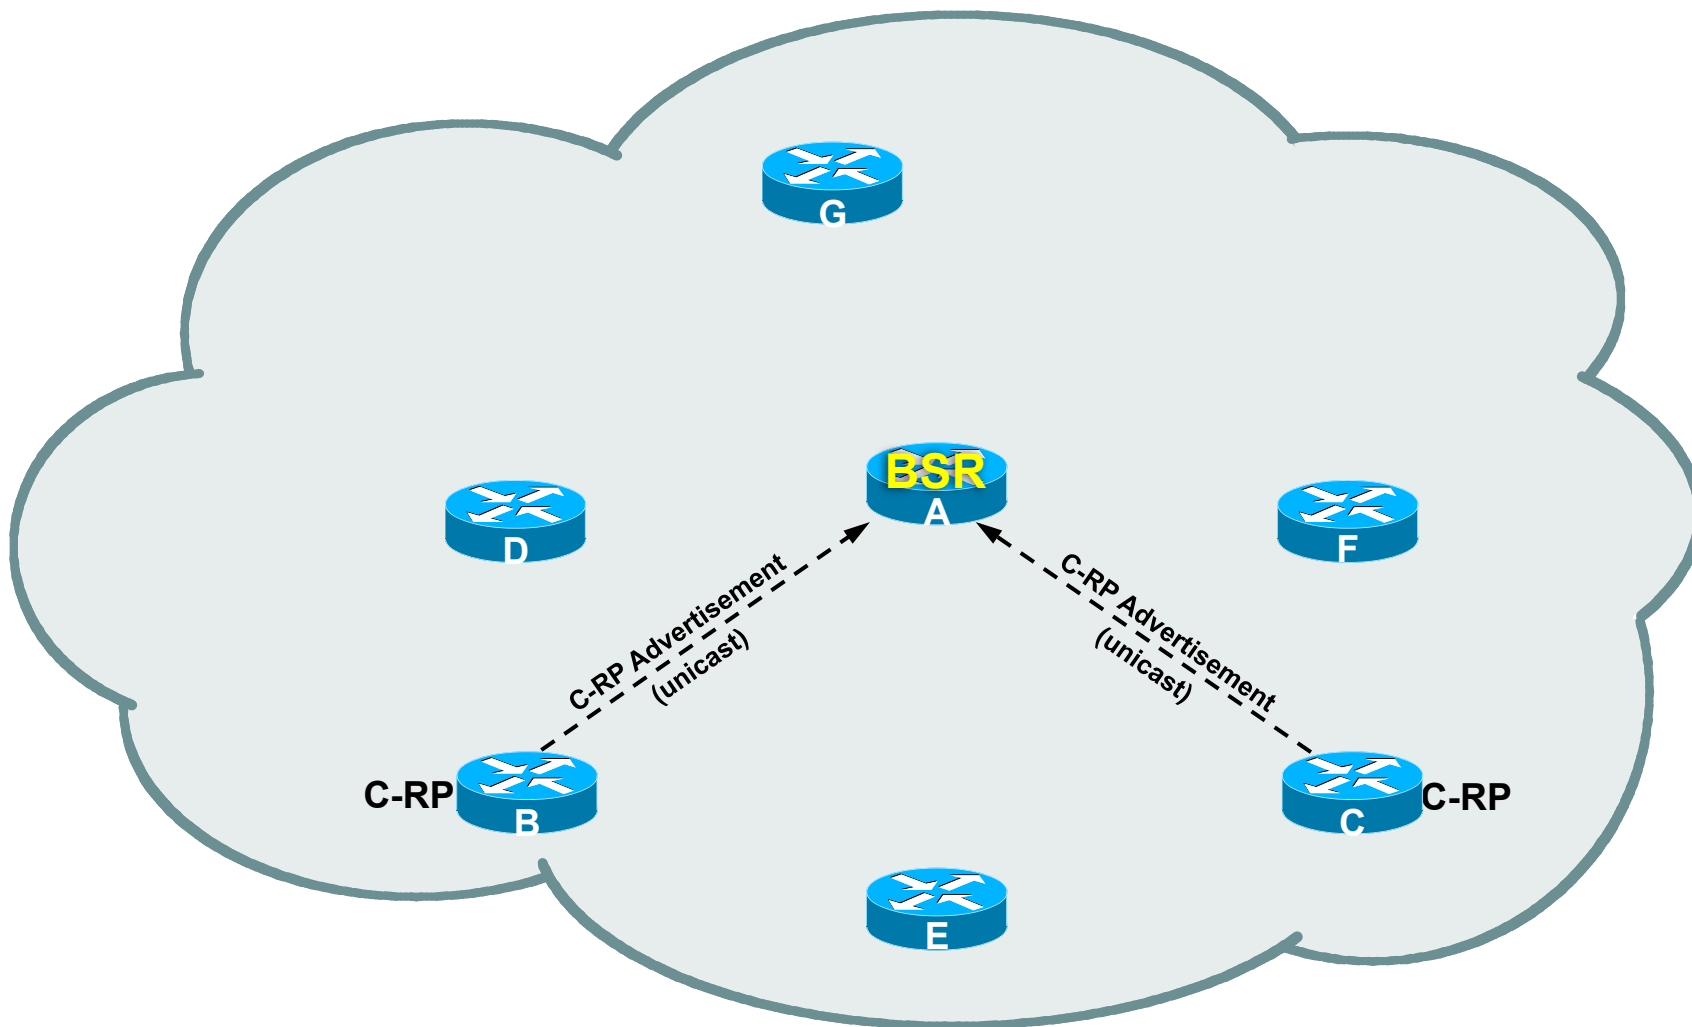 G
BSR
A
D
F
C-RP Advertisement
(unicast)
C-RP Advertisement
(unicast)
C-RP
B
C
C-RP
E